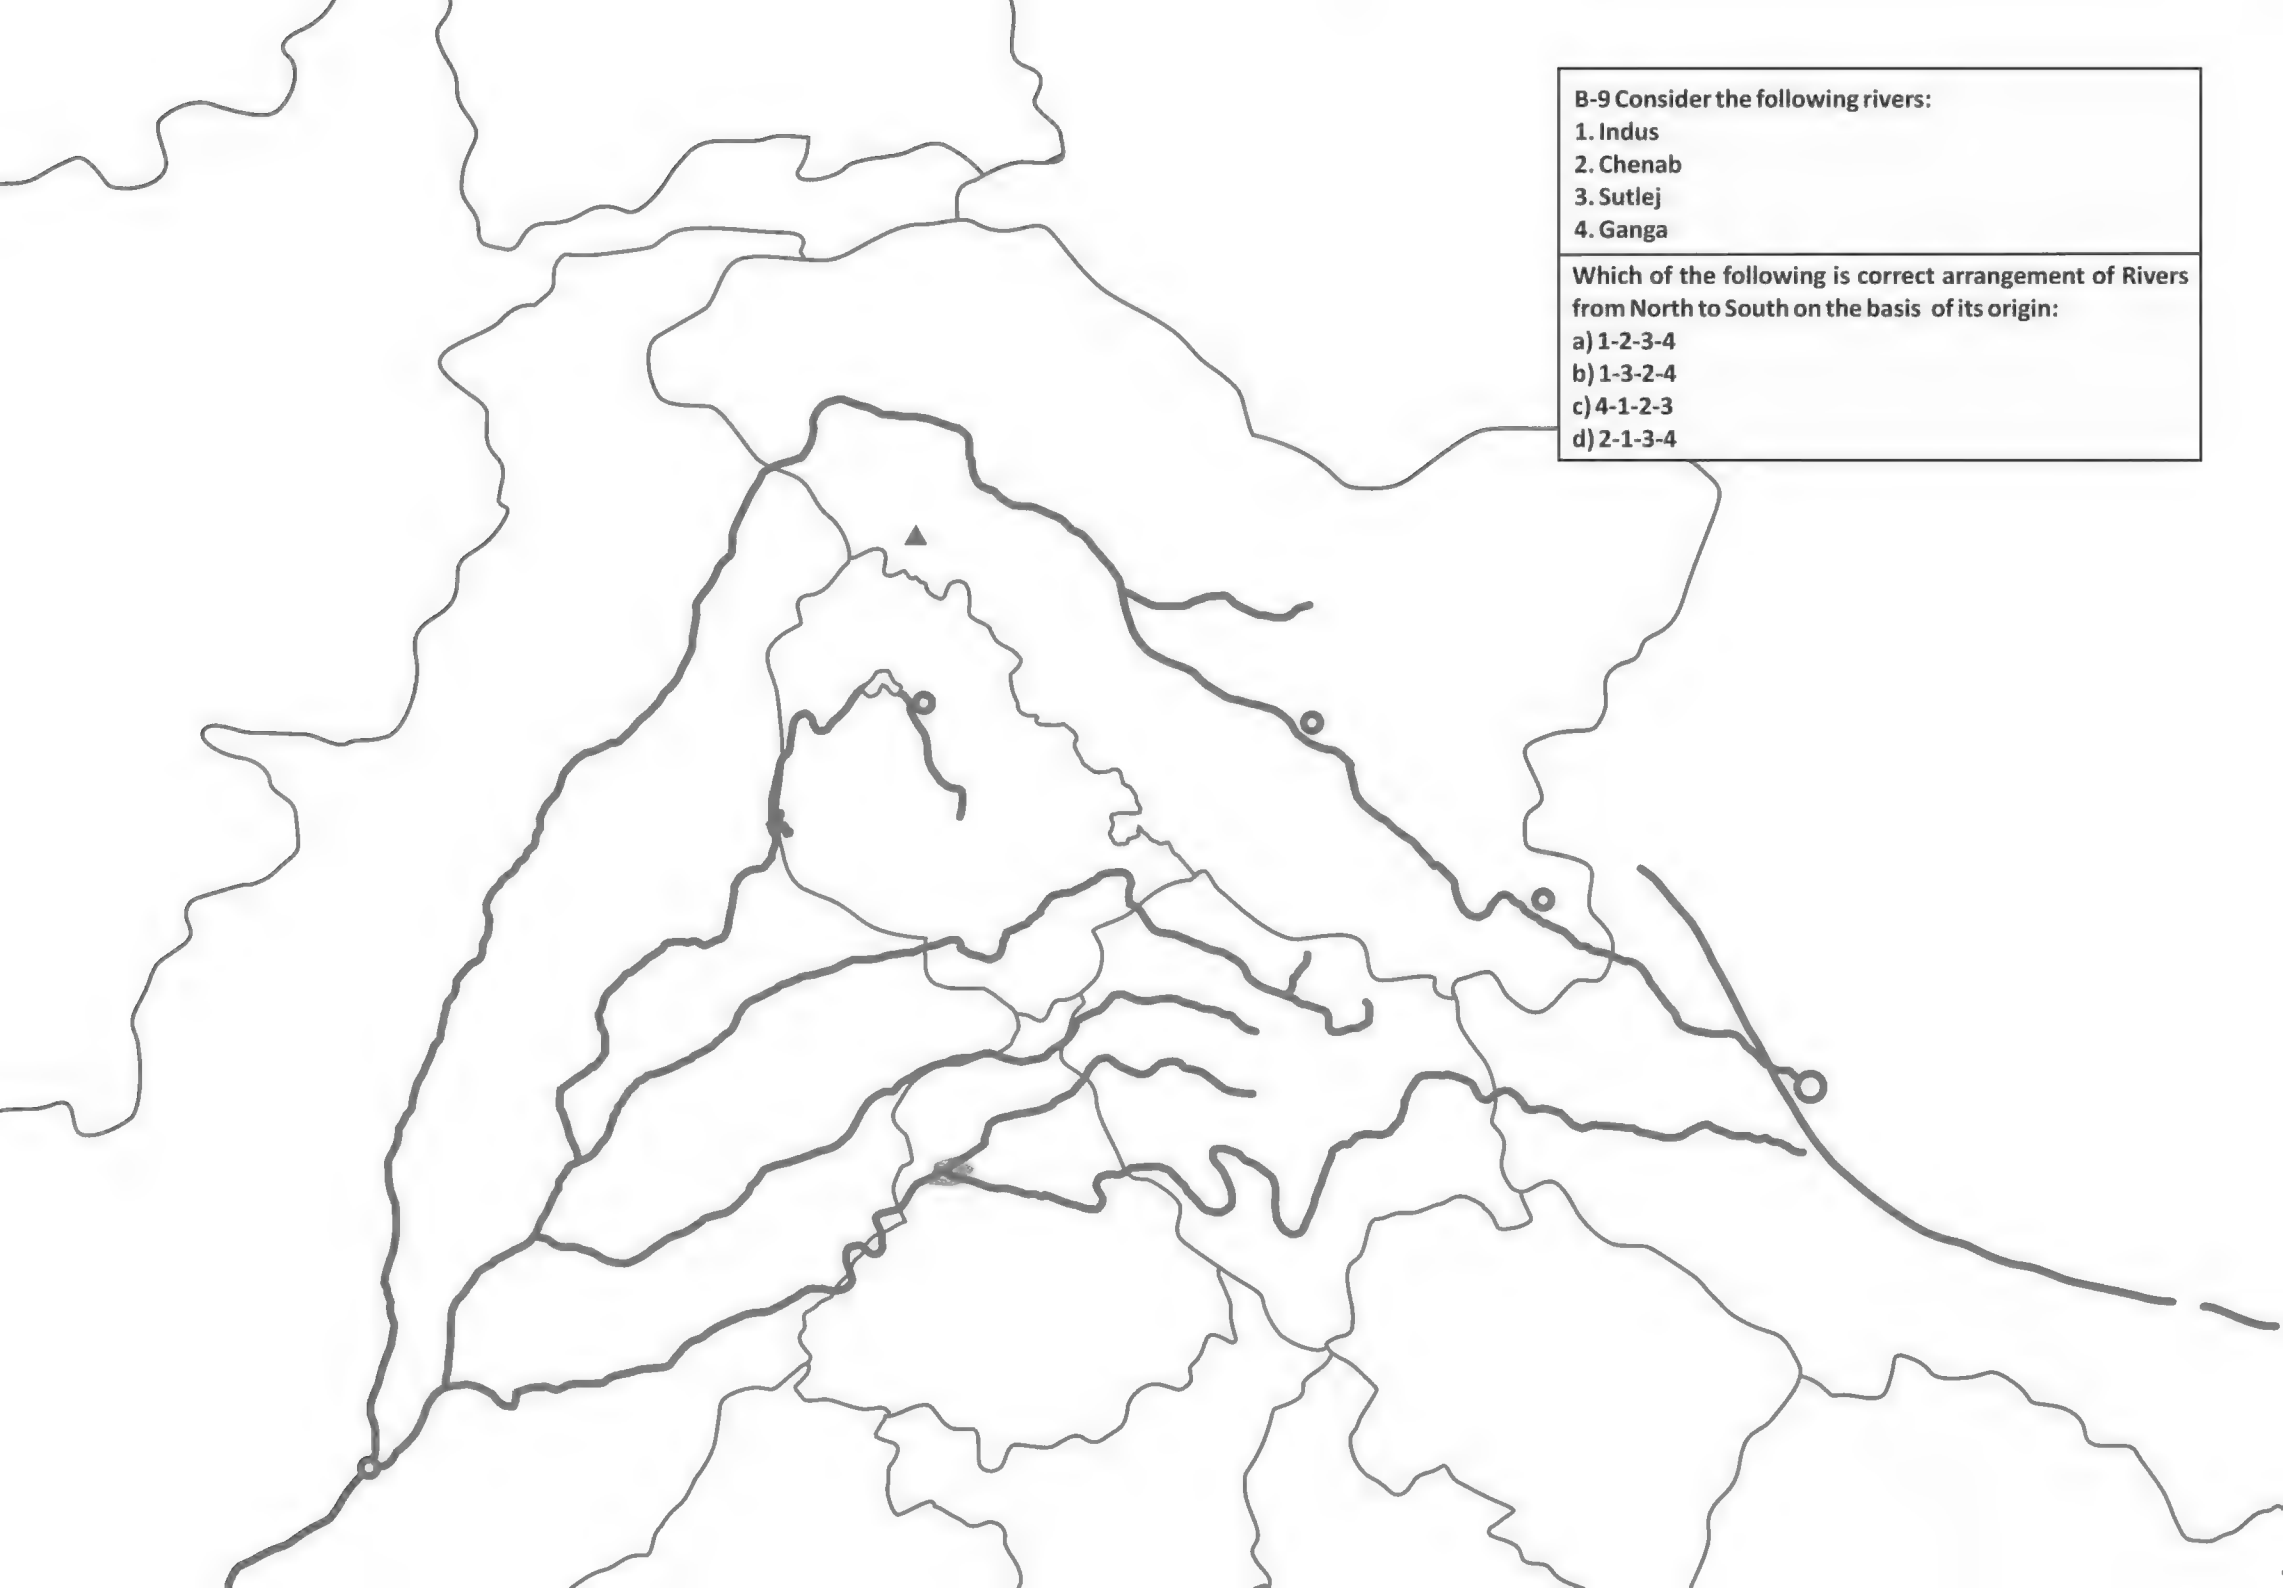 B-9 Consider the following rivers:
1. Indus
2. Chenab
3. Sutlej
4. Ganga
Which of the following is correct arrangement of Rivers
from North to South on the basis of its origin:
a) 1-2-3-4
b) 1-3-2-4
c) 4-1-2-3
d) 2-1-3-4